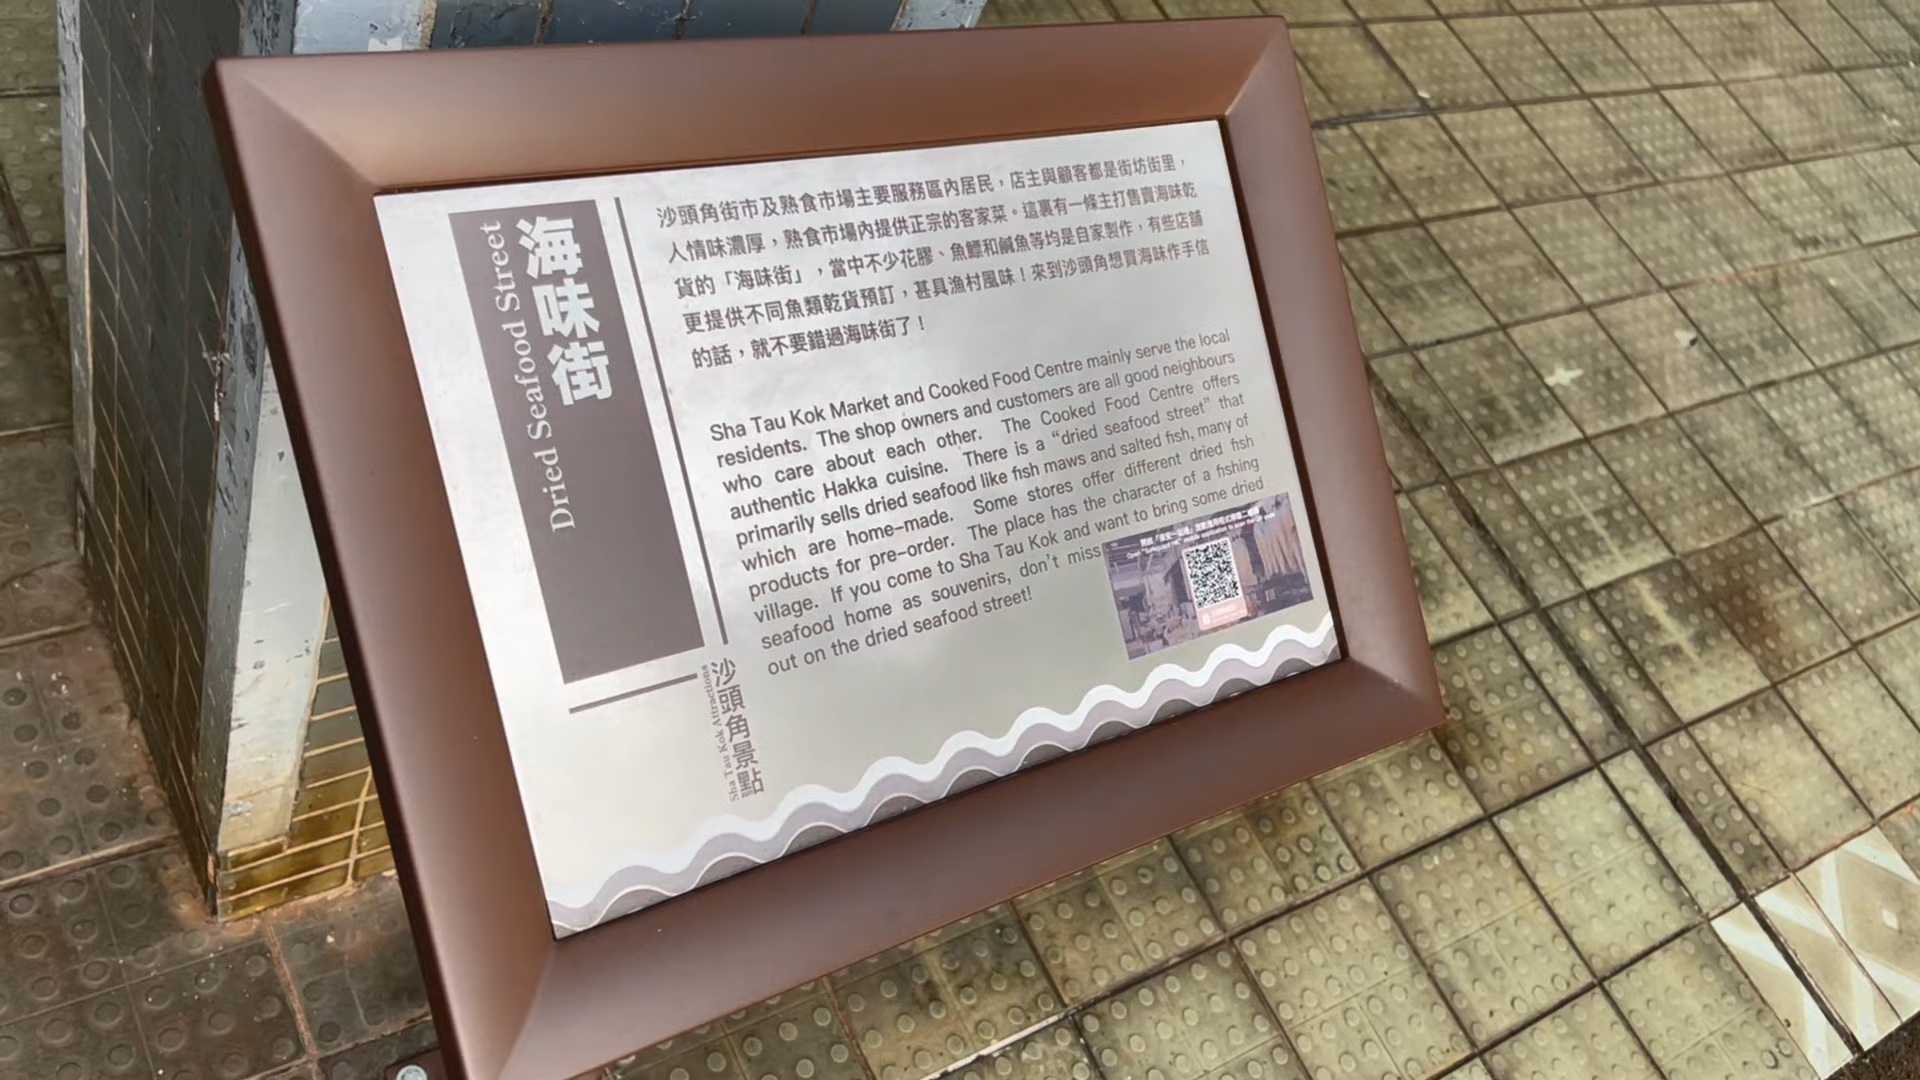 海味街
Dried Seafood Street
沙頭角街市及熟食市場主要服務區內居民，店主與顧客都是街坊街里，
人情味濃厚，熟食市場內提供正宗的客家菜。這裏有一條主打售賣海味乾
貨的「海味街」，當中不少花膠、魚鰾和鹹魚等均是自家製作，有些店舖
更提供不同魚類乾貨預訂，甚具漁村風味！來到沙頭角想買海味作手信
的話，就不要錯過海味街了！
Sha Tau Kok Market and Cooked Food Centre mainly serve the local
residents. The shop owners and customers are all good neighbours
who care about each other. The Cooked Food Centre offers
authentic Hakka cuisine. There is a “dried seafood street” that
primarily sells dried seafood like fish maws and salted fish, many of
which are home-made. Some stores offer different dried fish
products for pre-order. The place has the character of a fishing
village. If you come to Sha Tau Kok and want to bring some dried
seafood home as souvenirs, don't miss
out on the dried seafood street!
沙頭角景點
Sha Tau Kok Attractions